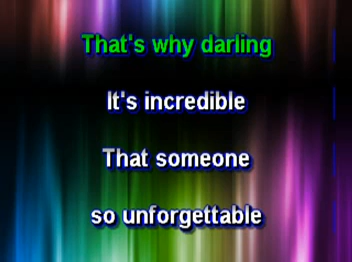 That's why darling
It's incredible
That someone
so unforgettable